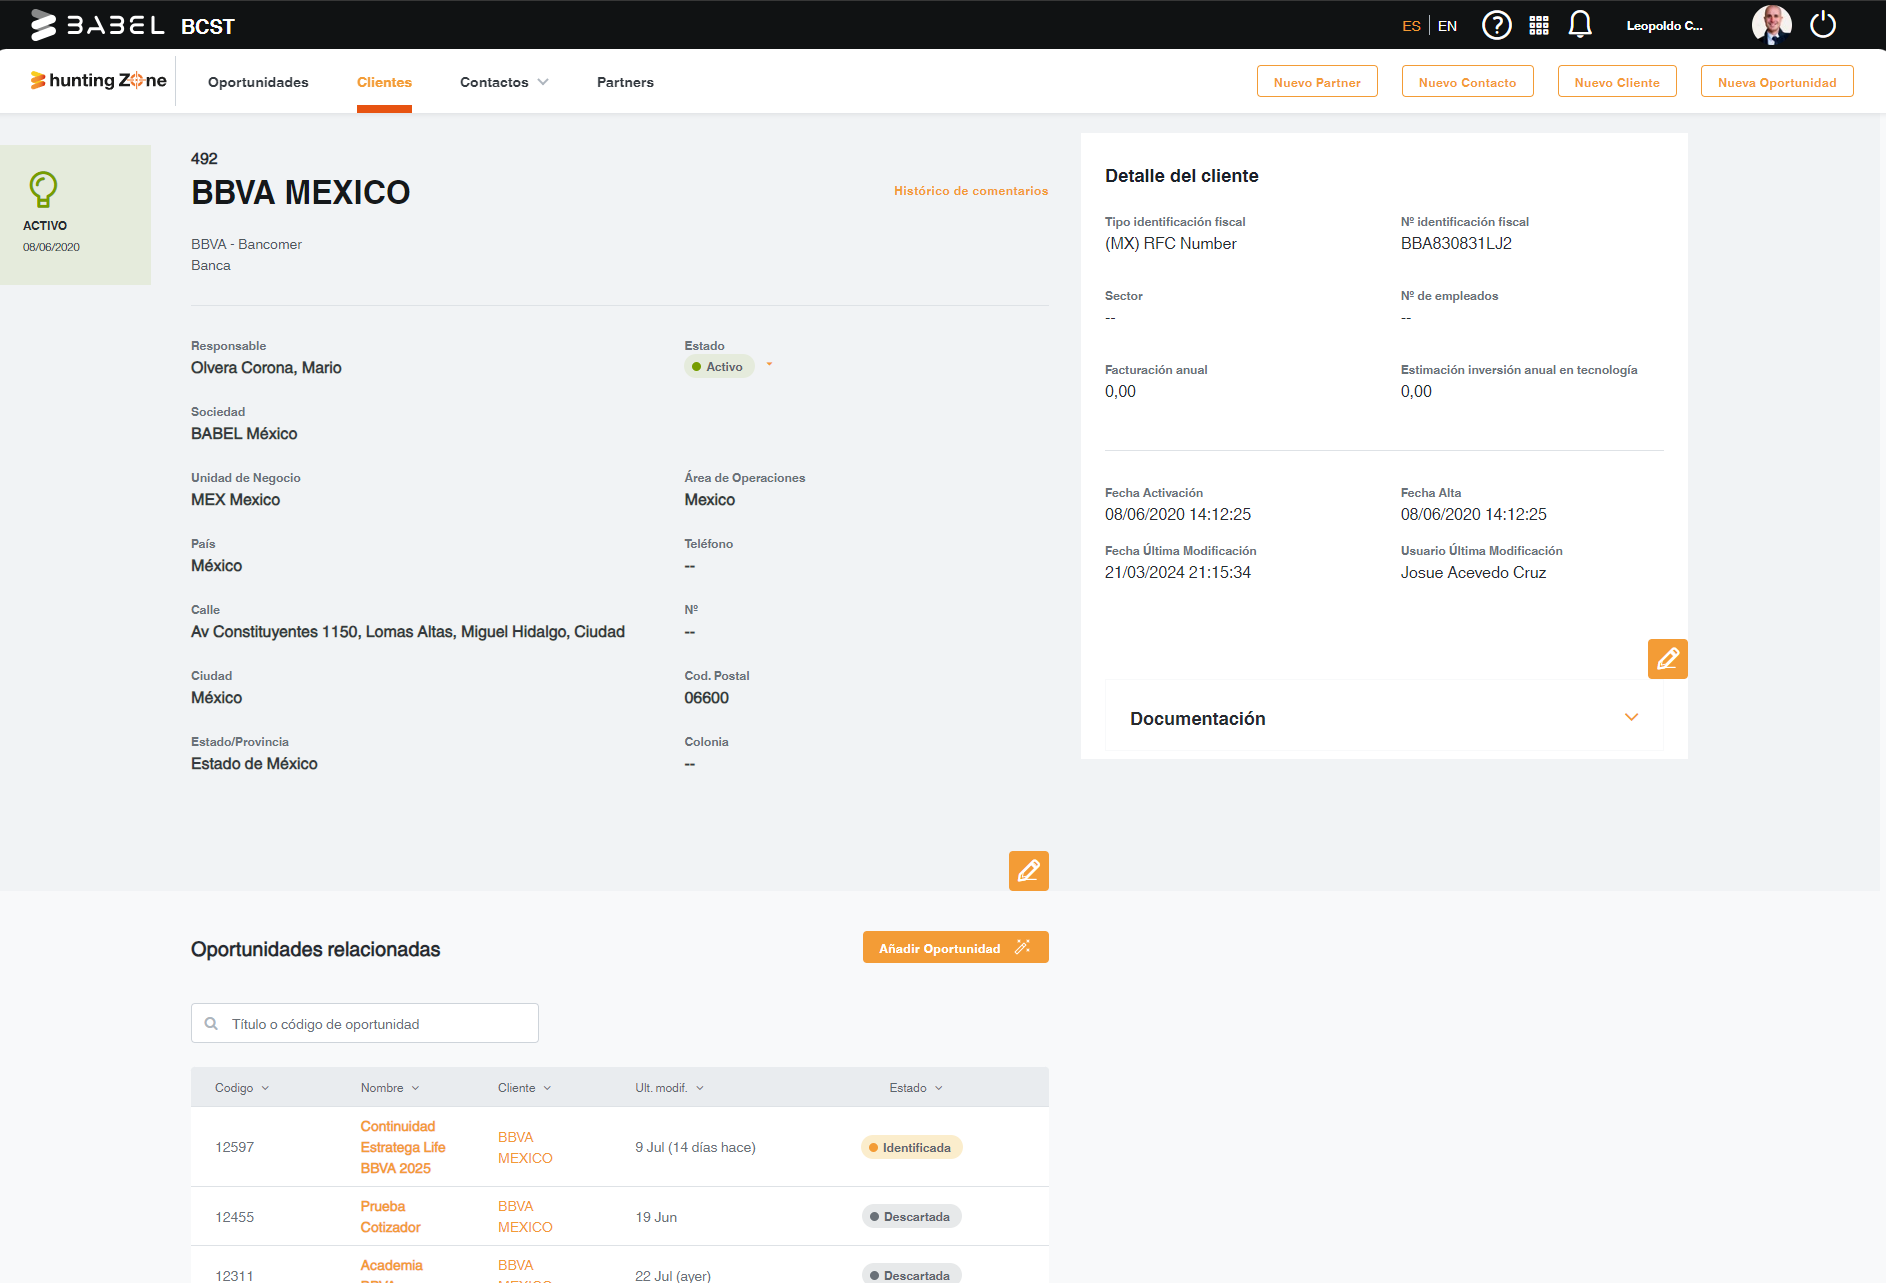 BABEL BCST
ES EN
Leopoldo C...
hunting Zone
Oportunidades
Clientes
Contactos
Partners
Nuevo Partner
Nuevo Contacto
Nuevo Cliente
Nueva Oportunidad
ACTIVO
08/06/2020
492
BBVA MEXICO
Histórico de comentarios
BBVA - Bancomer
Banca
Responsable
Olvera Corona, Mario
Estado
Activo
Sociedad
BABEL México
Unidad de Negocio
MEX Mexico
Área de Operaciones
Mexico
País
México
Teléfono
--
Calle
Av Constituyentes 1150, Lomas Altas, Miguel Hidalgo, Ciudad
Nº
--
Ciudad
México
Cod. Postal
06600
Estado/Provincia
Estado de México
Colonia
--
Detalle del cliente
Tipo identificación fiscal
(MX) RFC Number
Nº identificación fiscal
BBA830831LJ2
Sector
--
Nº de empleados
--
Facturación anual
0,00
Estimación inversión anual en tecnología
0,00
Fecha Activación
08/06/2020 14:12:25
Fecha Alta
08/06/2020 14:12:25
Fecha Última Modificación
21/03/2024 21:15:34
Usuario Última Modificación
Josue Acevedo Cruz
Documentación
Oportunidades relacionadas
Añadir Oportunidad
Título o código de oportunidad
Codigo Nombre Cliente Ult. modif. Estado
12597
Continuidad
Estratega Life
BBVA 2025
BBVA
MEXICO
9 Jul (14 días hace)
Identificada
12455
Prueba
Cotizador
BBVA
MEXICO
19 Jun
Descartada
12311
Academia
BBVA
BBVA
MEXICO
22 Jul (ayer)
Descartada